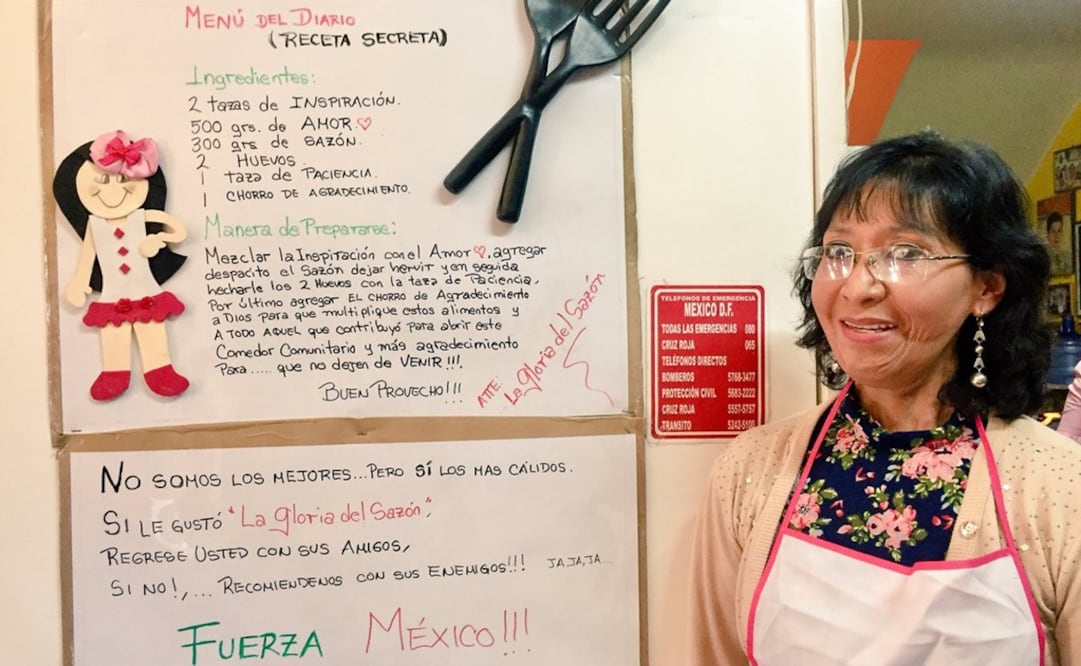 MENÚ DEL DIARIO
(RECETA SECRETA)
Ingredientes:
2 tazas de INSPIRACIÓN.
500 grs. de AMOR.
300 grs de SAZÓN.
2 HUEVOS.
1 taza de PACIENCIA.
1 CHORRO DE AGRADECIMIENTO.
Manera de Prepararse:
Mezclar la Inspiración con el Amor, agregar
despacito el Sazón dejar hervir y en seguida
hecharle los 2 Huevos con la taza de Paciencia,
Por último agregar EL CHORRO de Agradecimiento
a Dios para que multiplique estos alimentos y
A TODO AQUEL que contribuyó para abrir este
Comedor Comunitario y más agradecimiento
Para..... que no dejen de VENIR!!!
BUEN PROVECHO!!!
ATTE. La Gloria del Sazón
NO SOMOS LOS MEJORES...PERO SÍ LOS MAS CÁLIDOS.
SI LE GUSTÓ "La Gloria del Sazón",
REGRESE USTED CON SUS AMIGOS,
SI NO!,... RECOMIENDENOS CON SUS ENEMIGOS!!! JA,JA,JA...
FUERZA MÉXICO!!!
TELEFONOS DE EMERGENCIA
MEXICO D.F.
TODAS LAS EMERGENCIAS 080
CRUZ ROJA 065
TELÉFONOS DIRECTOS
BOMBEROS 5768-3477
PROTECCIÓN CIVIL 5683-2222
CRUZ ROJA 5557-5757
TRANSITO 5242-5100